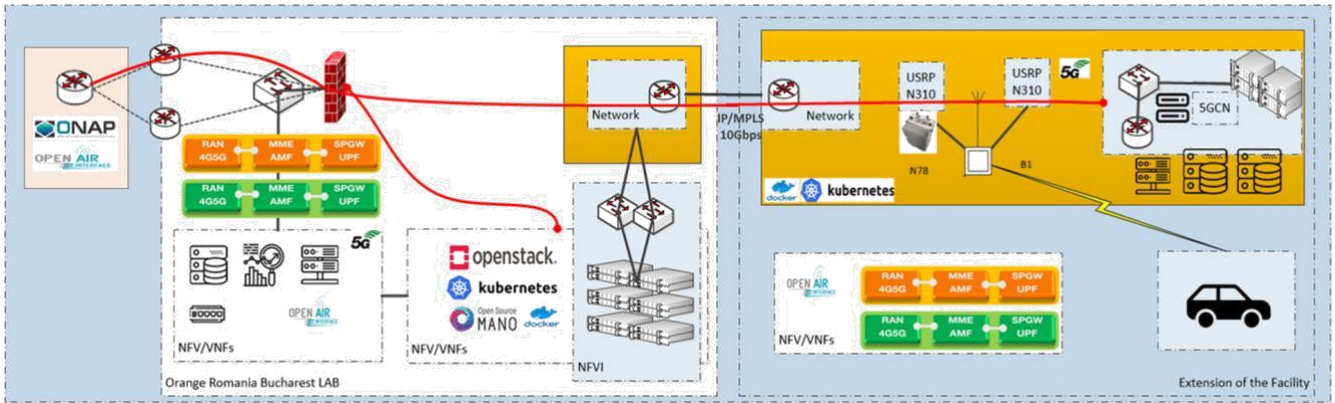 ONAP
OPEN AIR
INTERFACE
RAN
4G5G
MME
AMF
SPGW
UPF
RAN
4G5G
MME
AMF
SPGW
UPF
5G
OPEN AIR
INTERFACE
NFV/VNFs
openstack.
kubernetes
Open Source
MANO
docker
NFV/VNFs
Orange Romania Bucharest LAB
Network
NFVI
IP/MPLS
10Gbps
Network
USRP
N310
USRP
N310
5G
5GCN
N78
B1
docker
kubernetes
OPEN AIR
INTERFACE
RAN
4G5G
MME
AMF
SPGW
UPF
RAN
4G5G
MME
AMF
SPGW
UPF
NFV/VNFs
Extension of the Facility